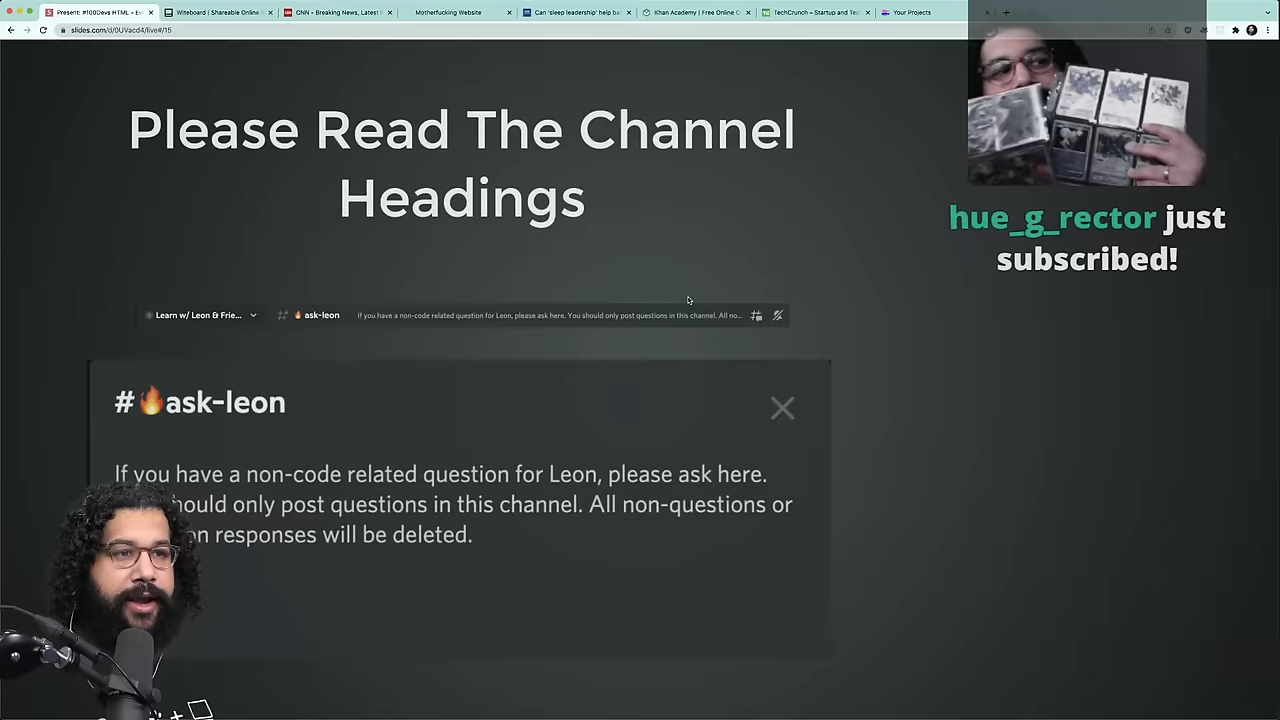 Present: #100Devs HTML • Ev
Witeboard | Shareable Online
CNN • Breaking News, Latest
Motherfucking Website
Can 'sleep leadership' help ba
Khan Academy | Free Online
TechCrunch – Startup and Tec
Your Projects
slides.com/d/0UVacd4/live#/15
Please Read The Channel
Headings
hue_g_rector just
subscribed!
Learn w/ Leon & Frie...
ask-leon
If you have a non-code related question for Leon, please ask here. You should only post questions in this channel. All no...
#🔥ask-leon
If you have a non-code related question for Leon, please ask here.
hould only post questions in this channel. All non-questions or
on responses will be deleted.